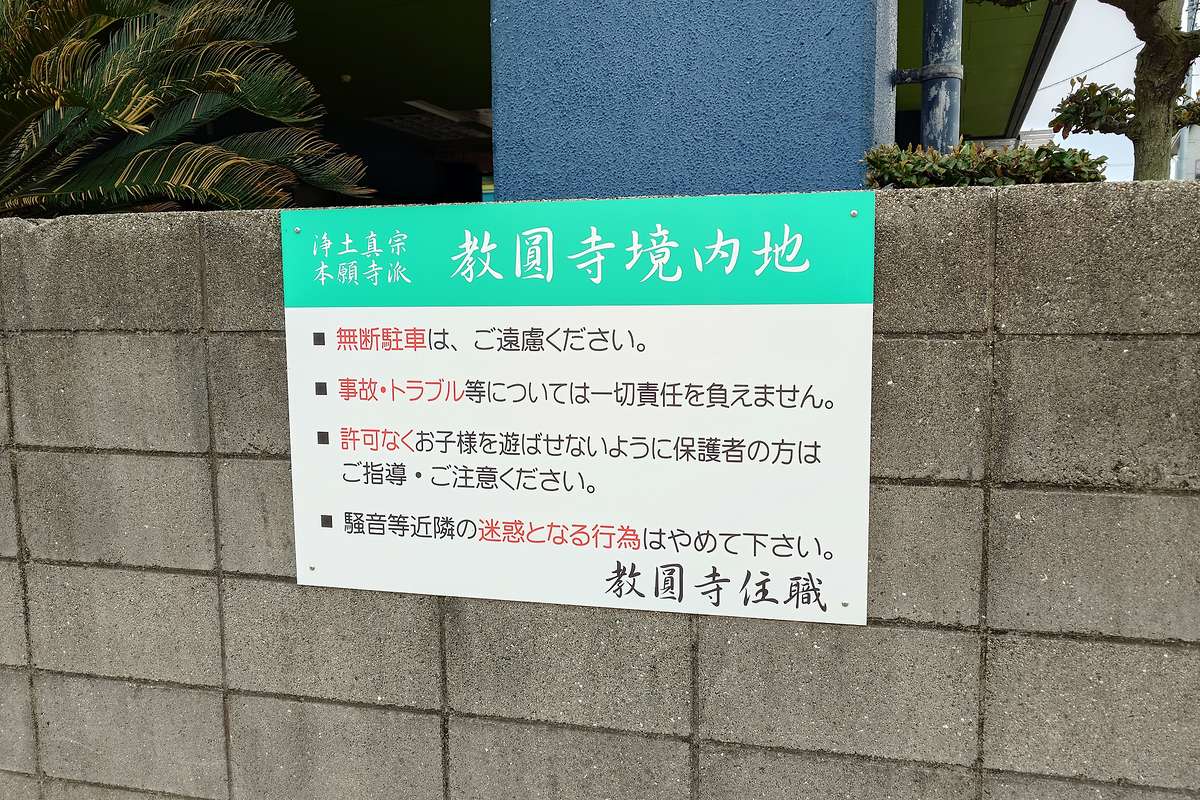 浄土真宗
本願寺派
教圓寺境内地
■ 無断駐車は、ご遠慮ください。
■ 事故・トラブル等については一切責任を負えません。
■ 許可なくお子様を遊ばせないように保護者の方は
ご指導・ご注意ください。
■ 騒音等近隣の迷惑となる行為はやめて下さい。
教圓寺住職